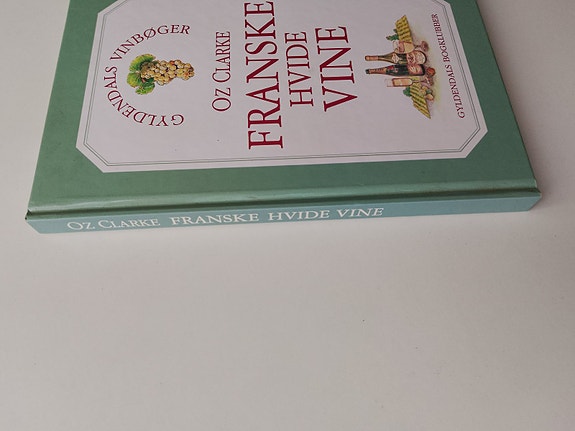 GYLDENDALS VINBØGER
OZ CLARKE
FRANSKE
HVIDE
VINE
GYLDENDALS BOGKLUBBER
OZ CLARKE FRANSKE HVIDE VINE